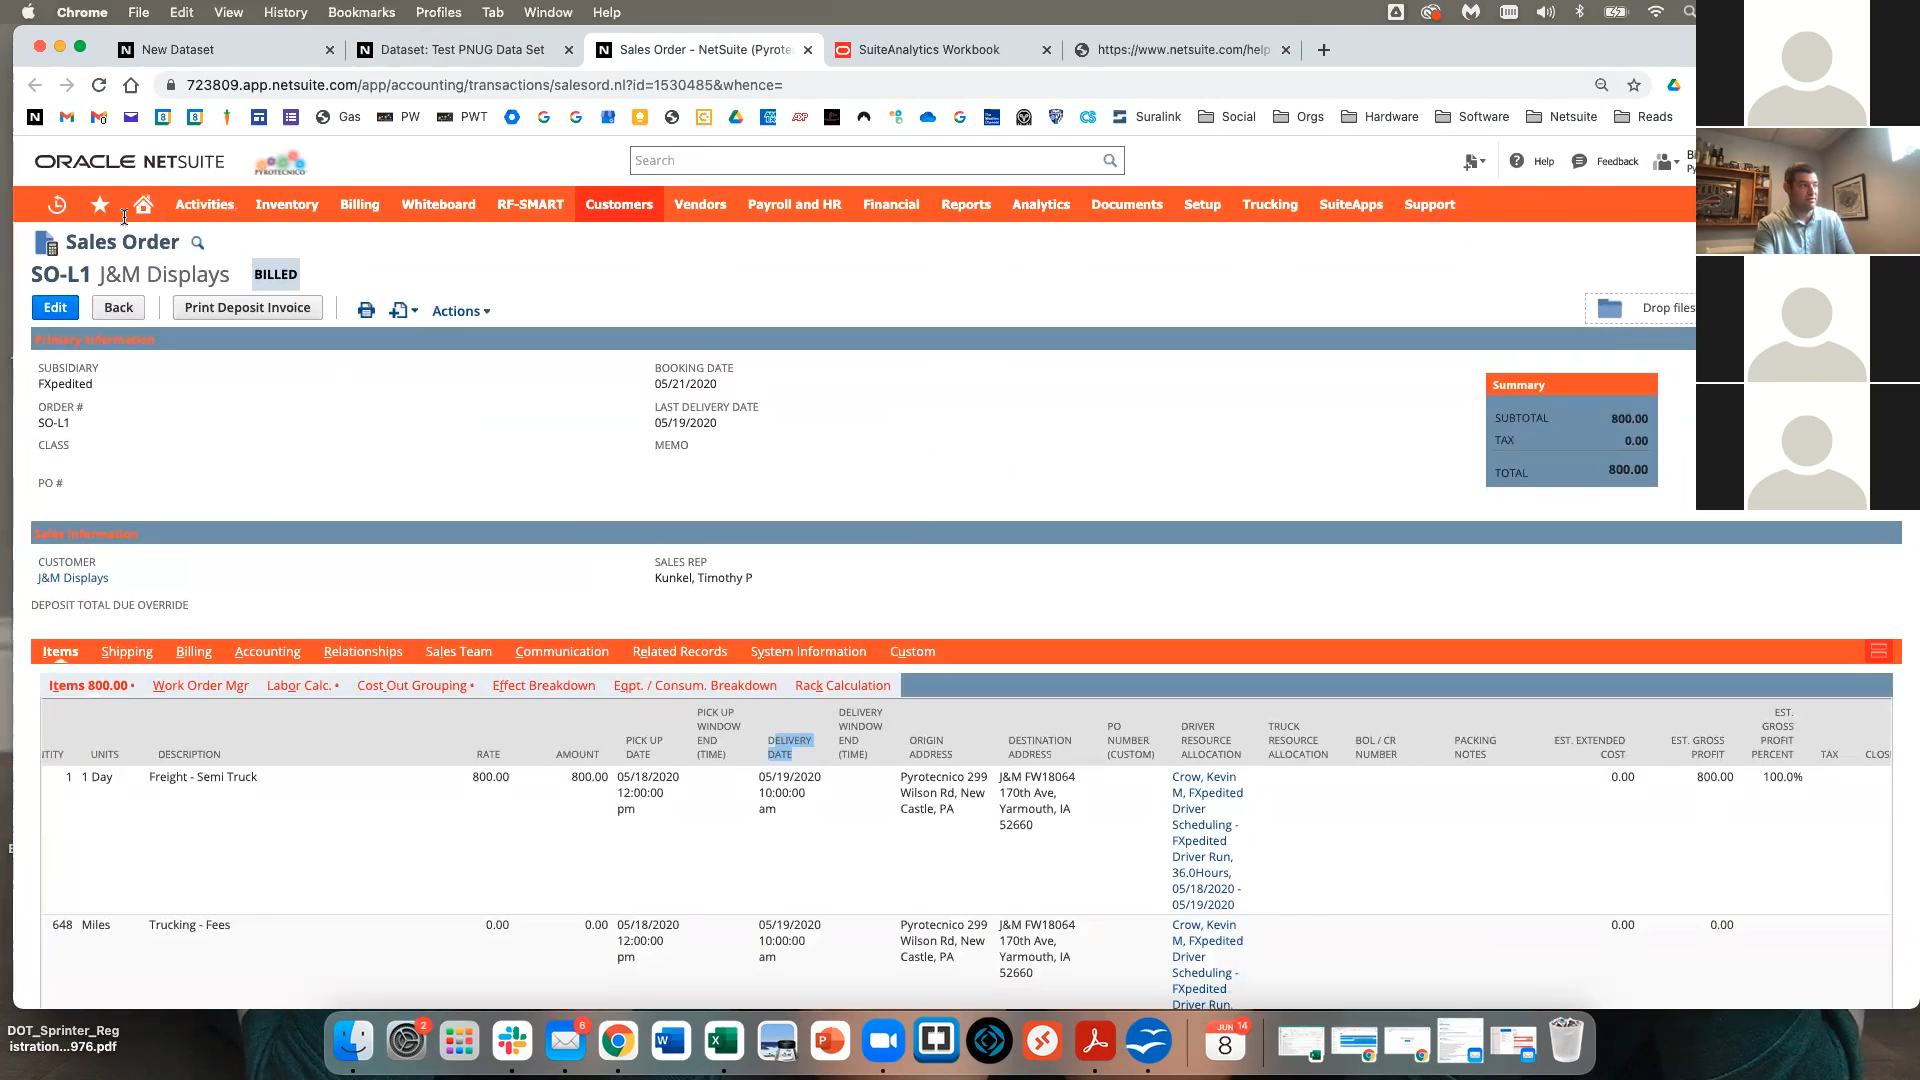 Chrome File Edit View History Bookmarks Profiles Tab Window Help
New Dataset Dataset: Test PNUG Data Set Sales Order - NetSuite (Pyrote SuiteAnalytics Workbook https://www.netsuite.com/help
723809.app.netsuite.com/app/accounting/transactions/salesord.nl?id=1530485&whence=
Gas PW PWT Suralink Social Orgs Hardware Software Netsuite Reads
ORACLE NETSUITE PYROTECNICO Search Help Feedback
Activities Inventory Billing Whiteboard RF-SMART Customers Vendors Payroll and HR Financial Reports Analytics Documents Setup Trucking SuiteApps Support
Sales Order
SO-L1 J&M Displays BILLED
Edit Back Print Deposit Invoice Actions Drop files
Primary Information
SUBSIDIARY
FXpedited
ORDER #
SO-L1
CLASS
PO #
BOOKING DATE
05/21/2020
LAST DELIVERY DATE
05/19/2020
MEMO
Summary
SUBTOTAL 800.00
TAX 0.00
TOTAL 800.00
Sales Information
CUSTOMER
J&M Displays
DEPOSIT TOTAL DUE OVERRIDE
SALES REP
Kunkel, Timothy P
Items Shipping Billing Accounting Relationships Sales Team Communication Related Records System Information Custom
Items 800.00 • Work Order Mgr Labor Calc. • Cost Out Grouping • Effect Breakdown Eqpt. / Consum. Breakdown Rack Calculation
TITY UNITS DESCRIPTION RATE AMOUNT PICK UP DATE PICK UP WINDOW END (TIME) DELIVERY DATE DELIVERY WINDOW END (TIME) ORIGIN ADDRESS DESTINATION ADDRESS PO NUMBER (CUSTOM) DRIVER RESOURCE ALLOCATION TRUCK RESOURCE ALLOCATION BOL / CR NUMBER PACKING NOTES EST. EXTENDED COST EST. GROSS PROFIT EST. GROSS PROFIT PERCENT TAX CLOS
1 1 Day Freight - Semi Truck 800.00 800.00 05/18/2020 12:00:00 pm 05/19/2020 10:00:00 am Pyrotecnico 299 Wilson Rd, New Castle, PA J&M FW18064 170th Ave, Yarmouth, IA 52660 Crow, Kevin M, FXpedited Driver Scheduling - FXpedited Driver Run, 36.0Hours, 05/18/2020 - 05/19/2020 0.00 800.00 100.0%
648 Miles Trucking - Fees 0.00 0.00 05/18/2020 12:00:00 pm 05/19/2020 10:00:00 am Pyrotecnico 299 Wilson Rd, New Castle, PA J&M FW18064 170th Ave, Yarmouth, IA 52660 Crow, Kevin M, FXpedited Driver Scheduling - FXpedited Driver Run, 0.00 0.00
DOT_Sprinter_Reg
istration...976.pdf
2 6 JUN 14 8